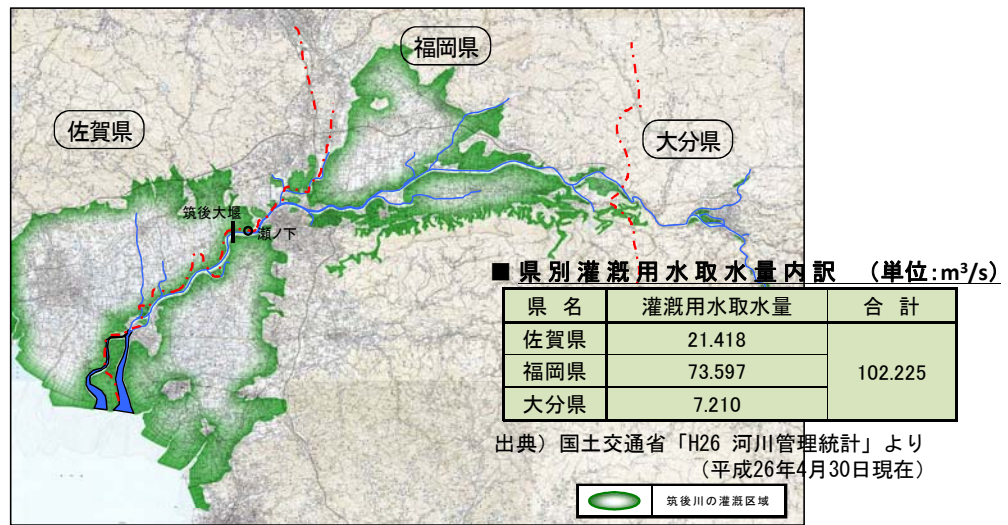 福岡県
佐賀県
大分県
筑後大堰
瀬ノ下
■県別灌漑用水取水量内訳 （単位：m³/s）
県 名 灌漑用水取水量 合 計
佐賀県 21.418
福岡県 73.597 102.225
大分県 7.210
出典）国土交通省「H26 河川管理統計」より
（平成26年4月30日現在）
筑後川の灌漑区域